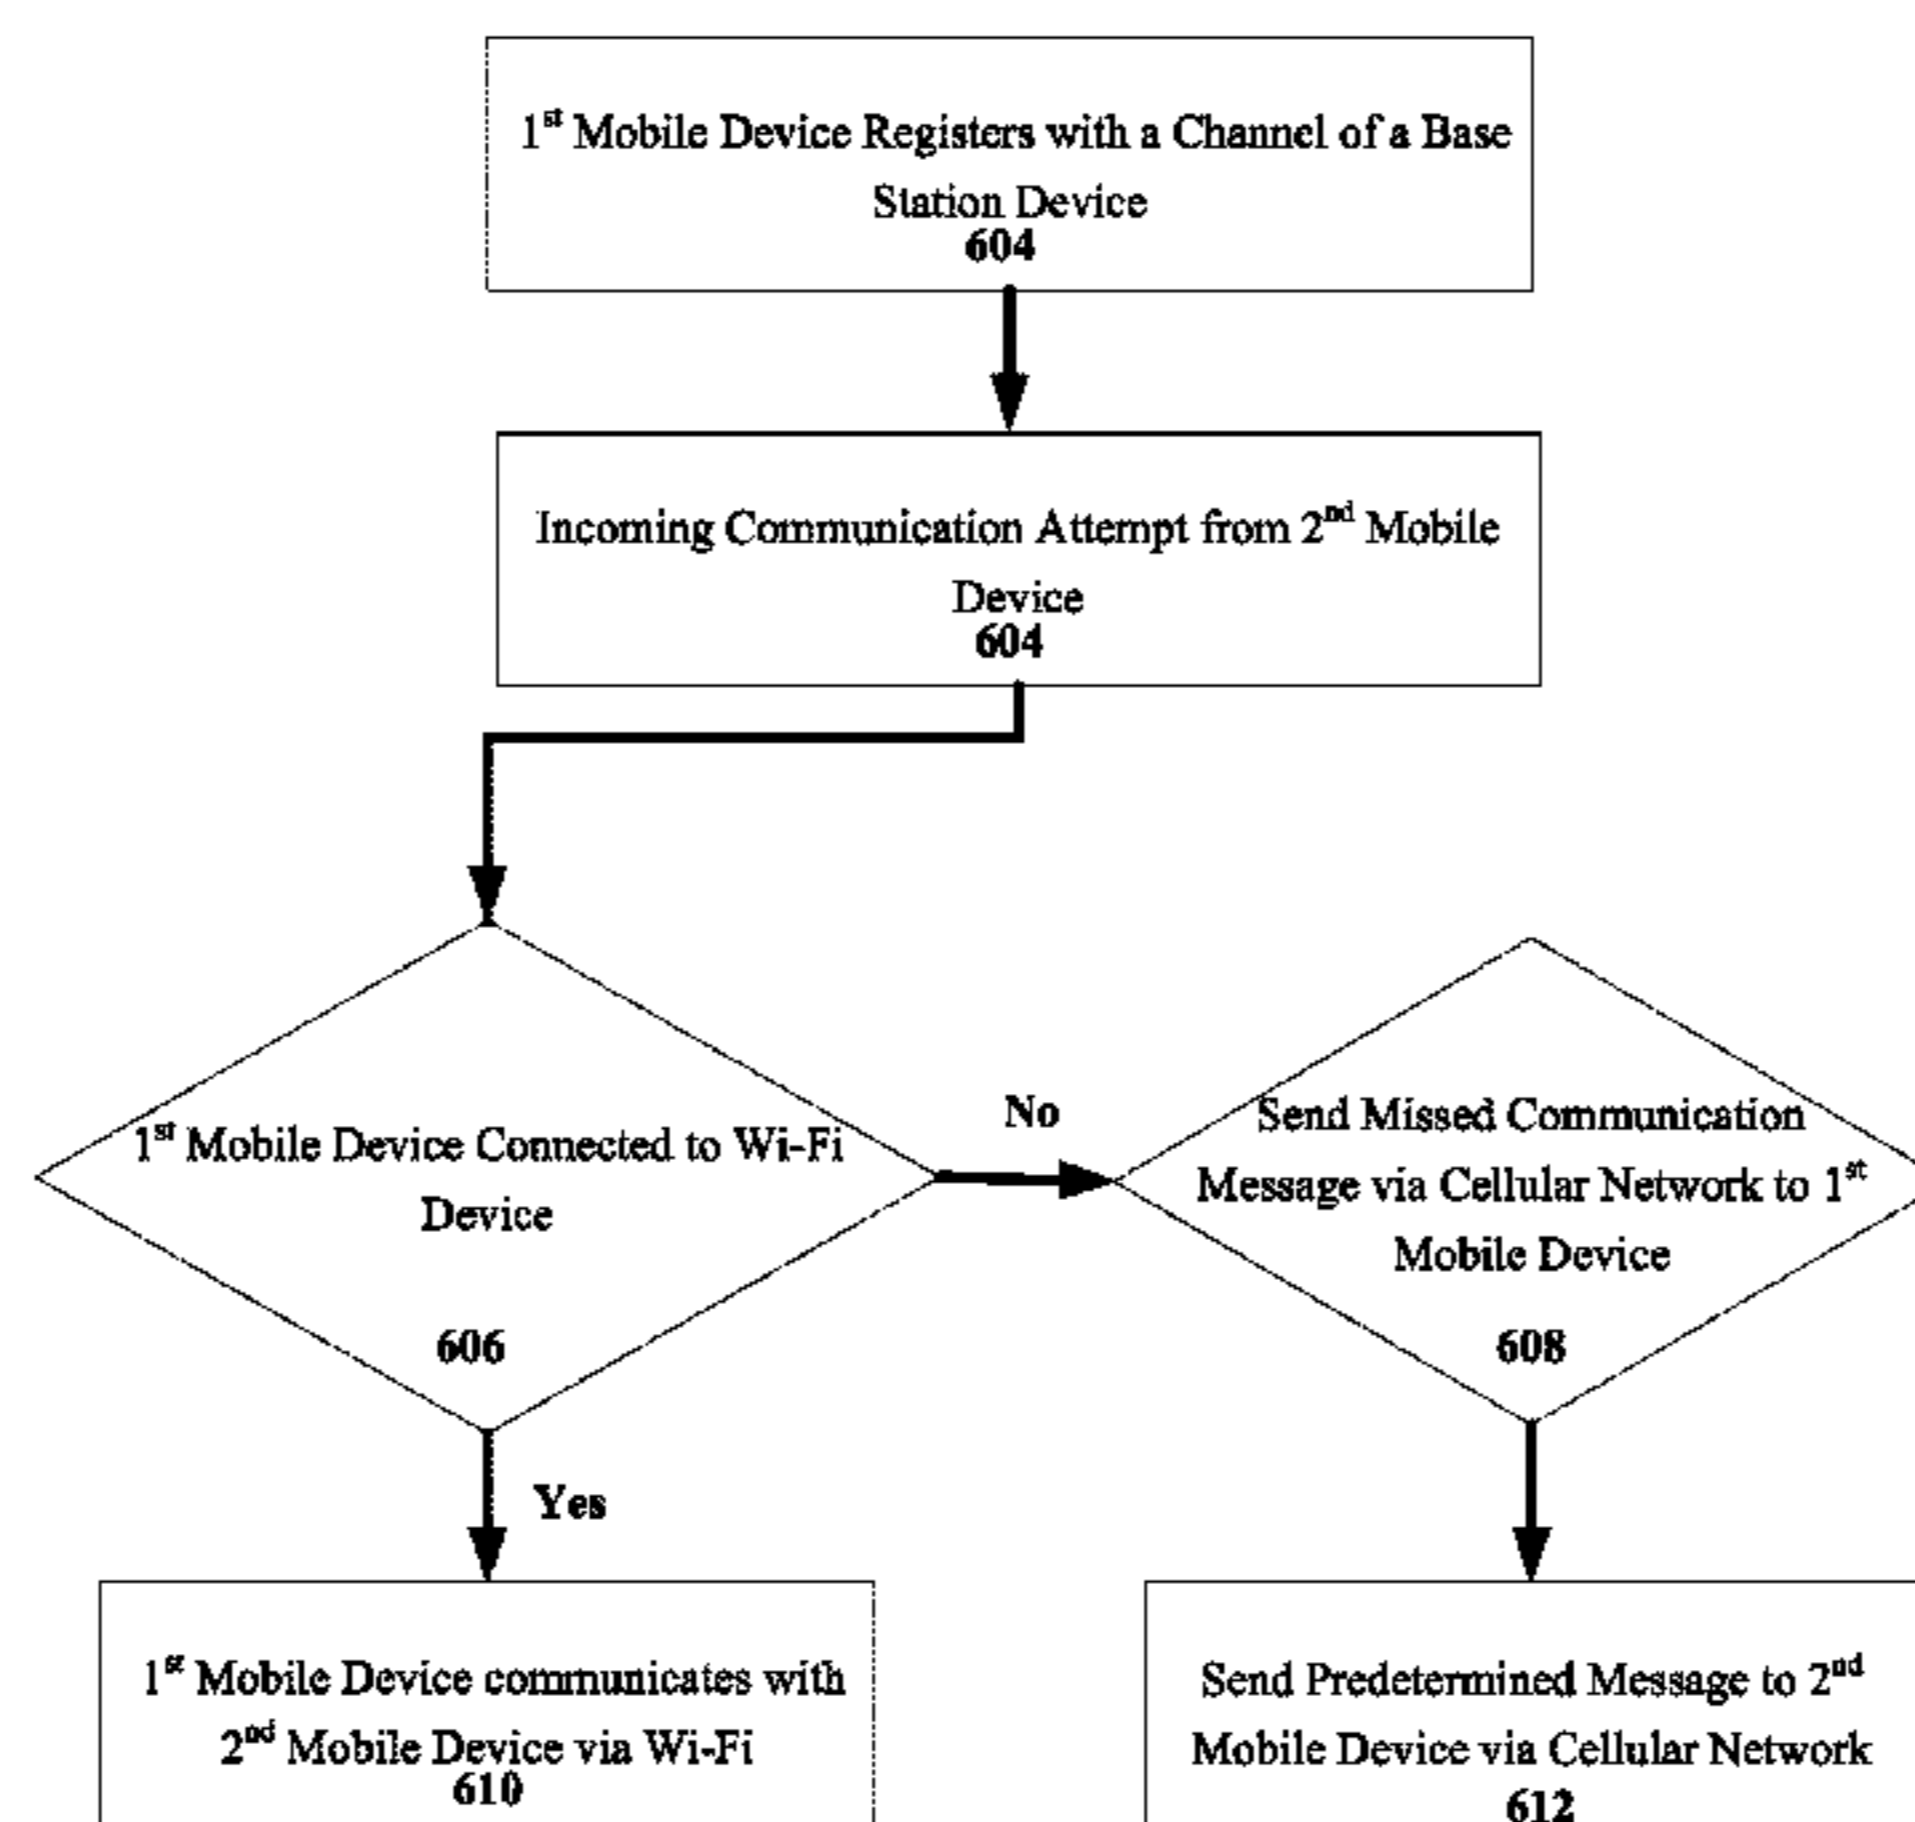 1st Mobile Device Registers with a Channel of a Base
Station Device
604
Incoming Communication Attempt from 2nd Mobile
Device
604
1st Mobile Device Connected to Wi-Fi
Device
606
No
Send Missed Communication
Message via Cellular Network to 1st
Mobile Device
608
Yes
1st Mobile Device communicates with
2nd Mobile Device via Wi-Fi
610
Send Predetermined Message to 2nd
Mobile Device via Cellular Network
612